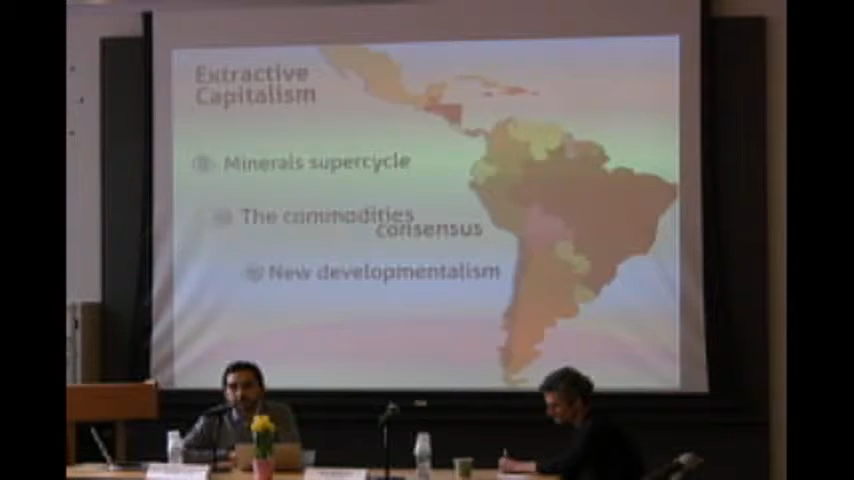 Extractive
Capitalism
Minerals supercycle
The commodities
consensus
New developmentalism